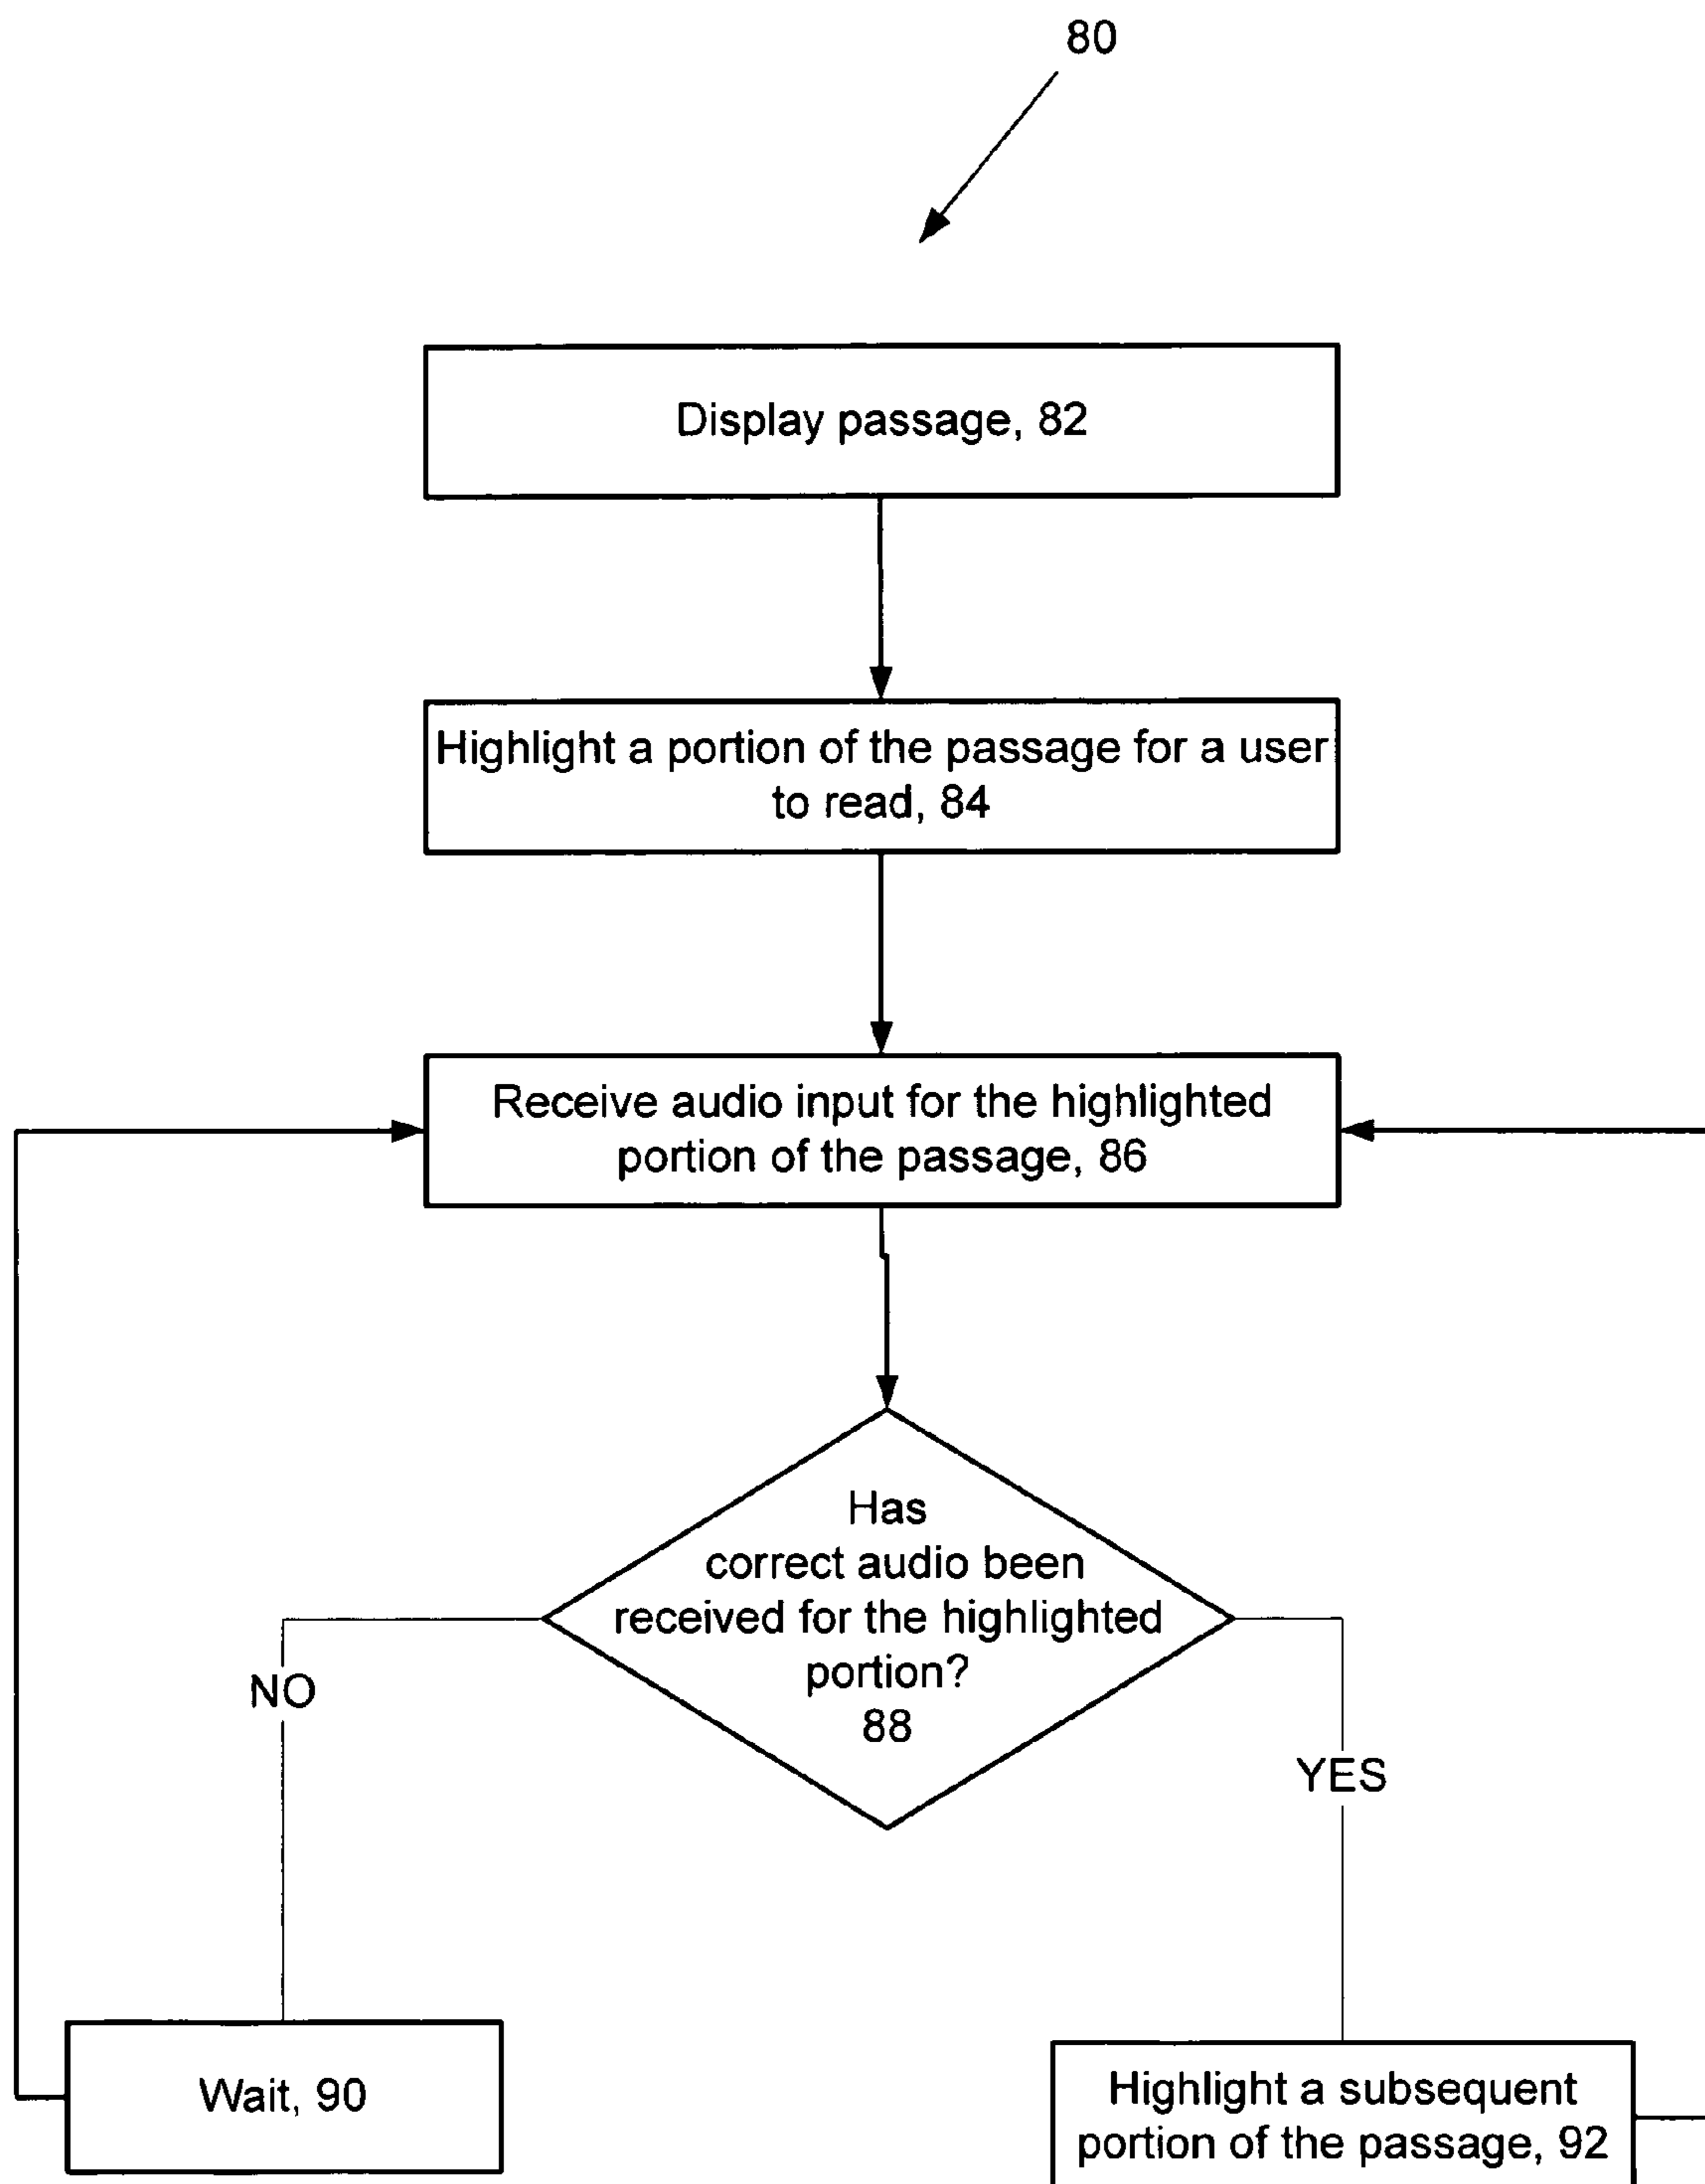 80
Display passage, 82
Highlight a portion of the passage for a user
to read, 84
Receive audio input for the highlighted
portion of the passage, 86
Has
correct audio been
received for the highlighted
portion?
88
NO
YES
Wait, 90
Highlight a subsequent
portion of the passage, 92